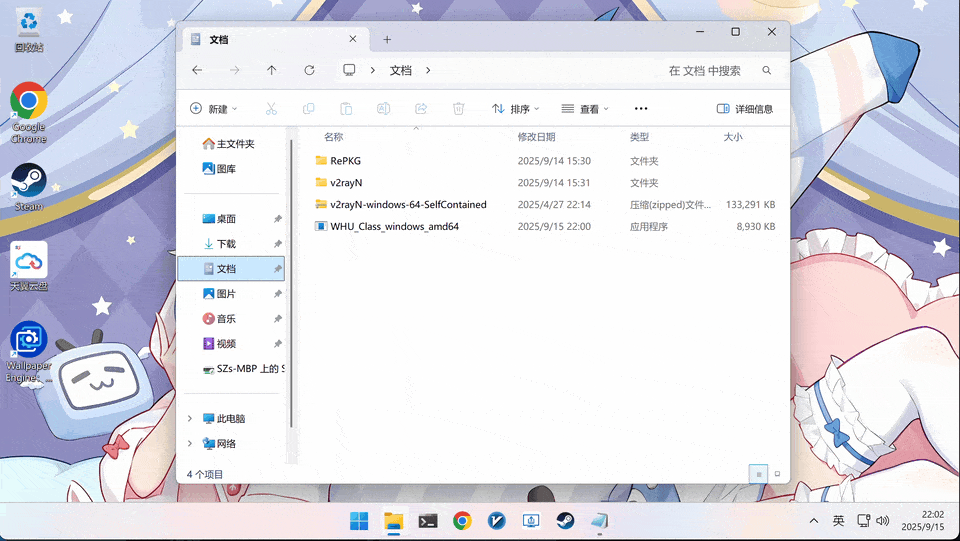 回收站
Google
Chrome
Steam
天翼云盘
Wallpaper
Engine: ...
文档
文档
在 文档 中搜索
新建
排序
查看
详细信息
主文件夹
图库
桌面
下载
文档
图片
音乐
视频
SZs-MBP 上的 S
此电脑
网络
名称 修改日期 类型 大小
RePKG 2025/9/14 15:30 文件夹
v2rayN 2025/9/14 15:31 文件夹
v2rayN-windows-64-SelfContained 2025/4/27 22:14 压缩(zipped)文件... 133,291 KB
WHU_Class_windows_amd64 2025/9/15 22:00 应用程序 8,930 KB
4 个项目
英
22:02
2025/9/15